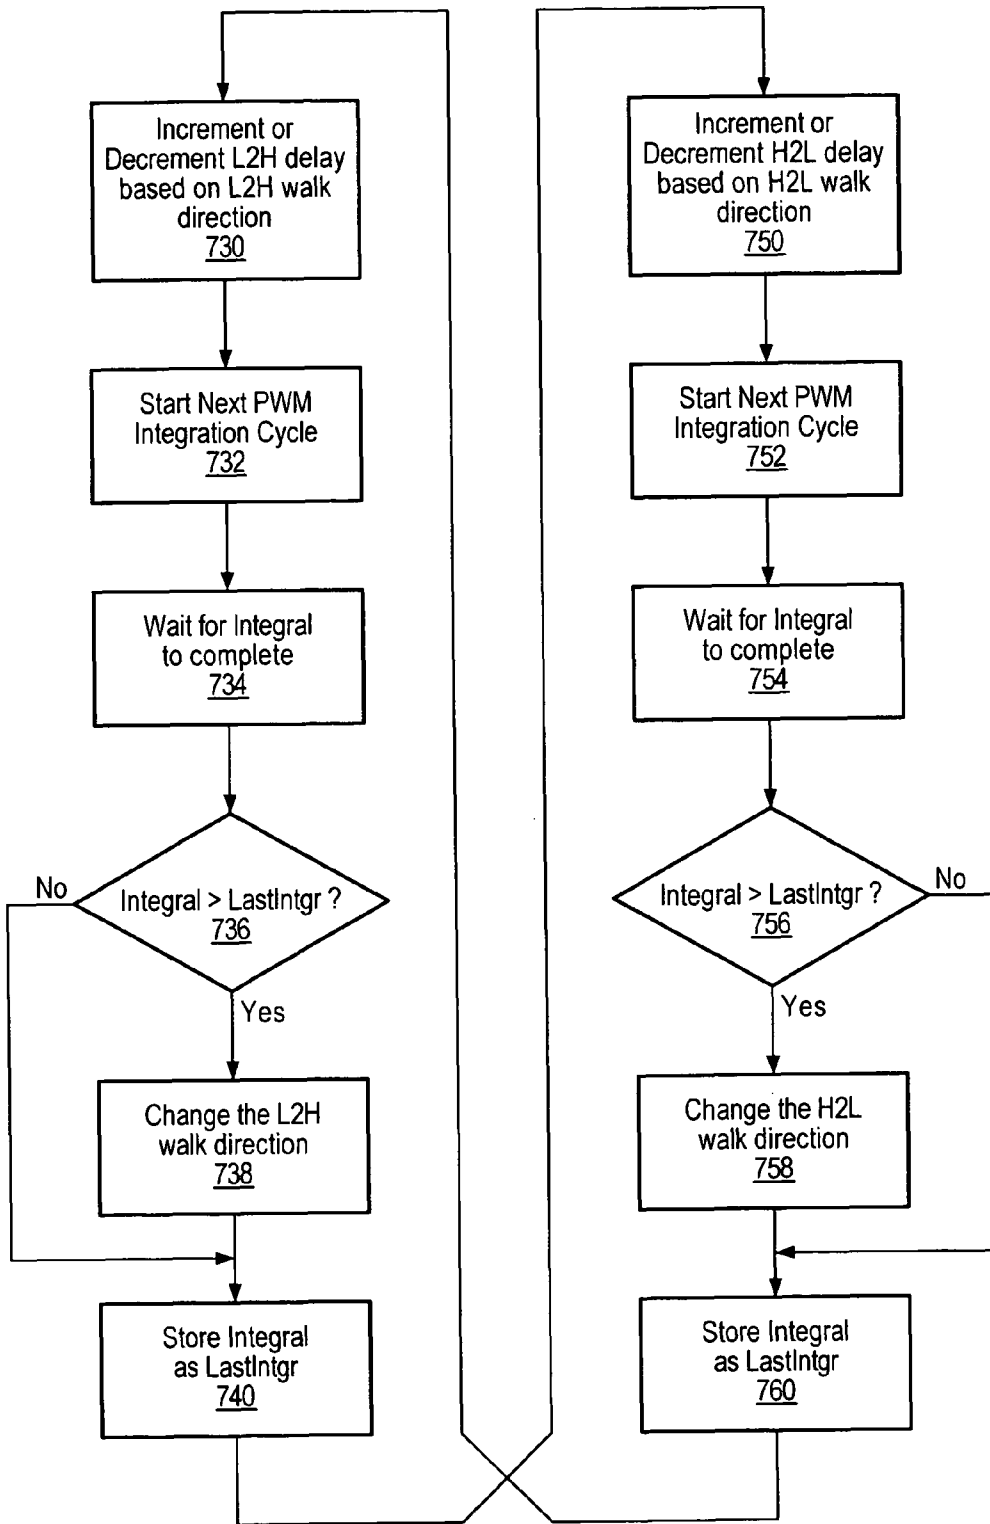 Increment or
Decrement L2H delay
based on L2H walk
direction
730
Start Next PWM
Integration Cycle
732
Wait for Integral
to complete
734
No
Integral > LastIntgr ?
736
Yes
Change the L2H
walk direction
738
Store Integral
as LastIntgr
740
Increment or
Decrement H2L delay
based on H2L walk
direction
750
Start Next PWM
Integration Cycle
752
Wait for Integral
to complete
754
Integral > LastIntgr ?
756
No
Yes
Change the H2L
walk direction
758
Store Integral
as LastIntgr
760